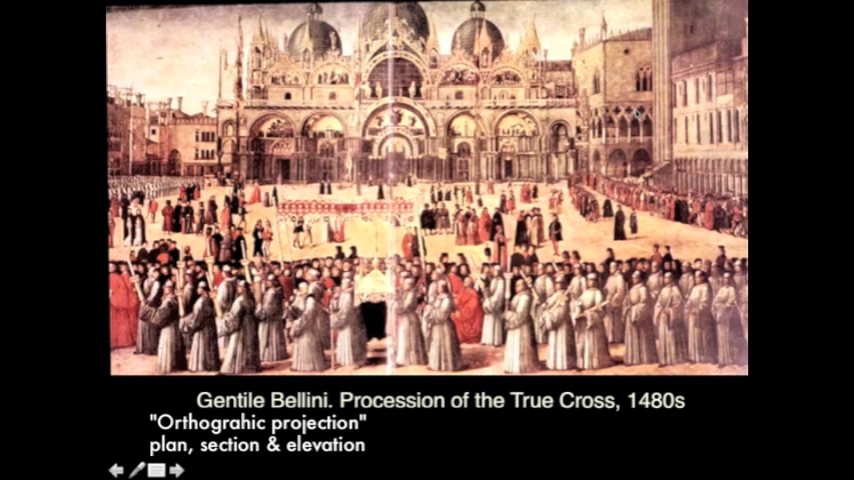 Gentile Bellini. Procession of the True Cross, 1480s
"Orthograhic projection"
plan, section & elevation